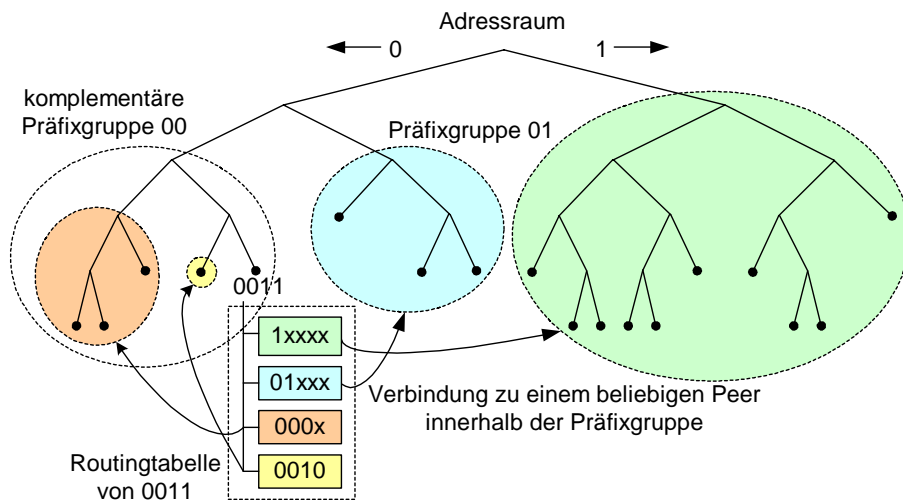 Adressraum
0
1
komplementäre
Präfixgruppe 00
Präfixgruppe 01
0011
1xxxx
01xxx
000x
0010
Verbindung zu einem beliebigen Peer
innerhalb der Präfixgruppe
Routingtabelle
von 0011